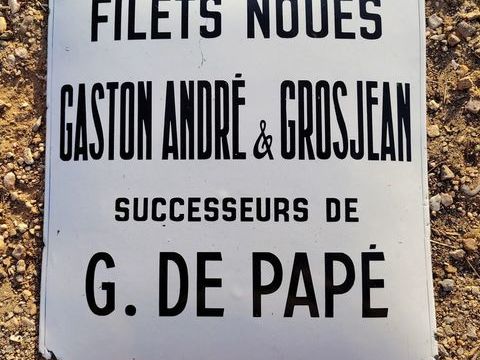 FILETS NOUÉS
GASTON ANDRÉ & GROSJEAN
SUCCESSEURS DE
G. DE PAPÉ